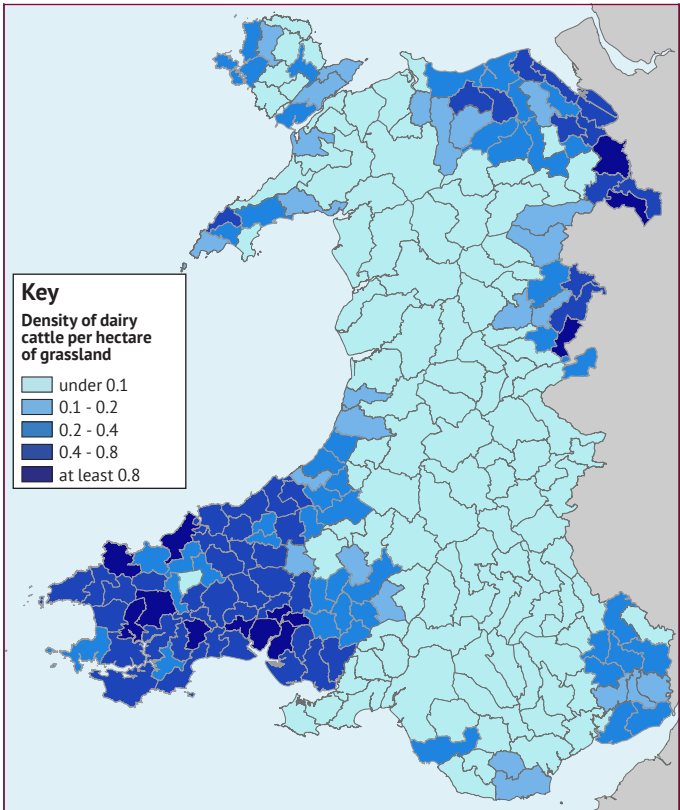 Key
Density of dairy
cattle per hectare
of grassland
under 0.1
0.1 - 0.2
0.2 - 0.4
0.4 - 0.8
at least 0.8